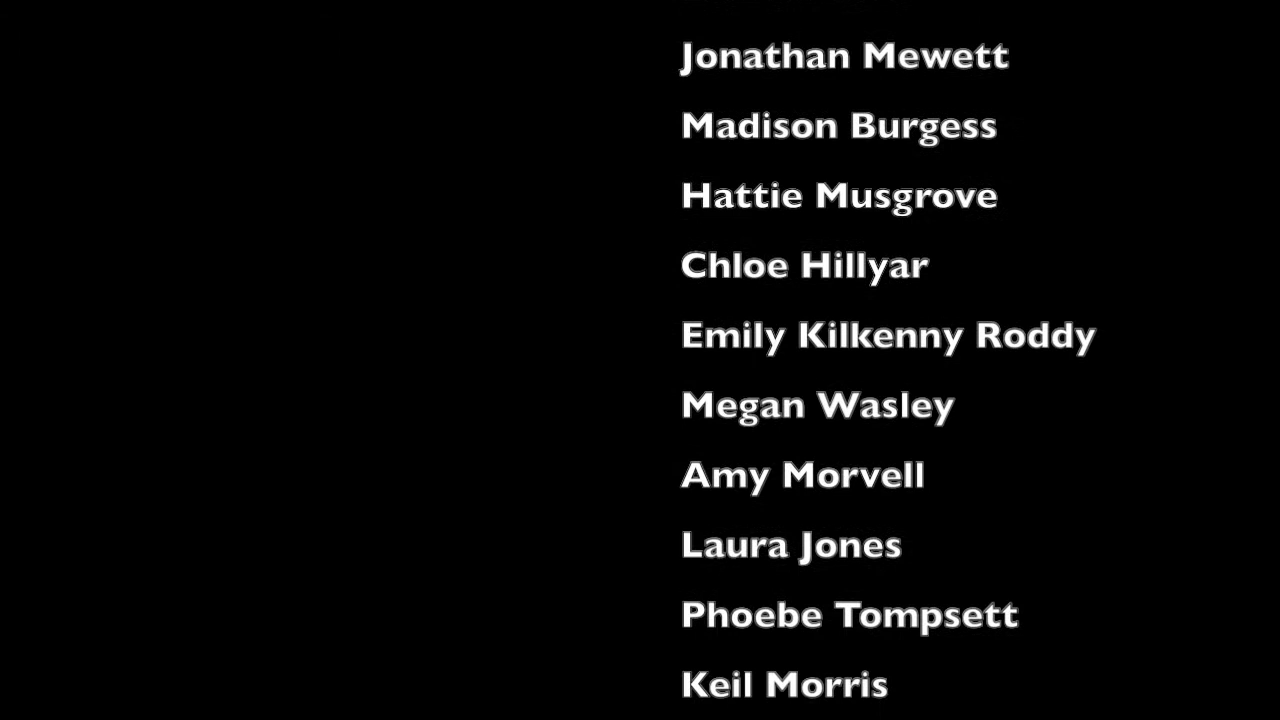 Jonathan Mewett
Madison Burgess
Hattie Musgrove
Chloe Hillyar
Emily Kilkenny Roddy
Megan Wasley
Amy Morvell
Laura Jones
Phoebe Tompsett
Keil Morris